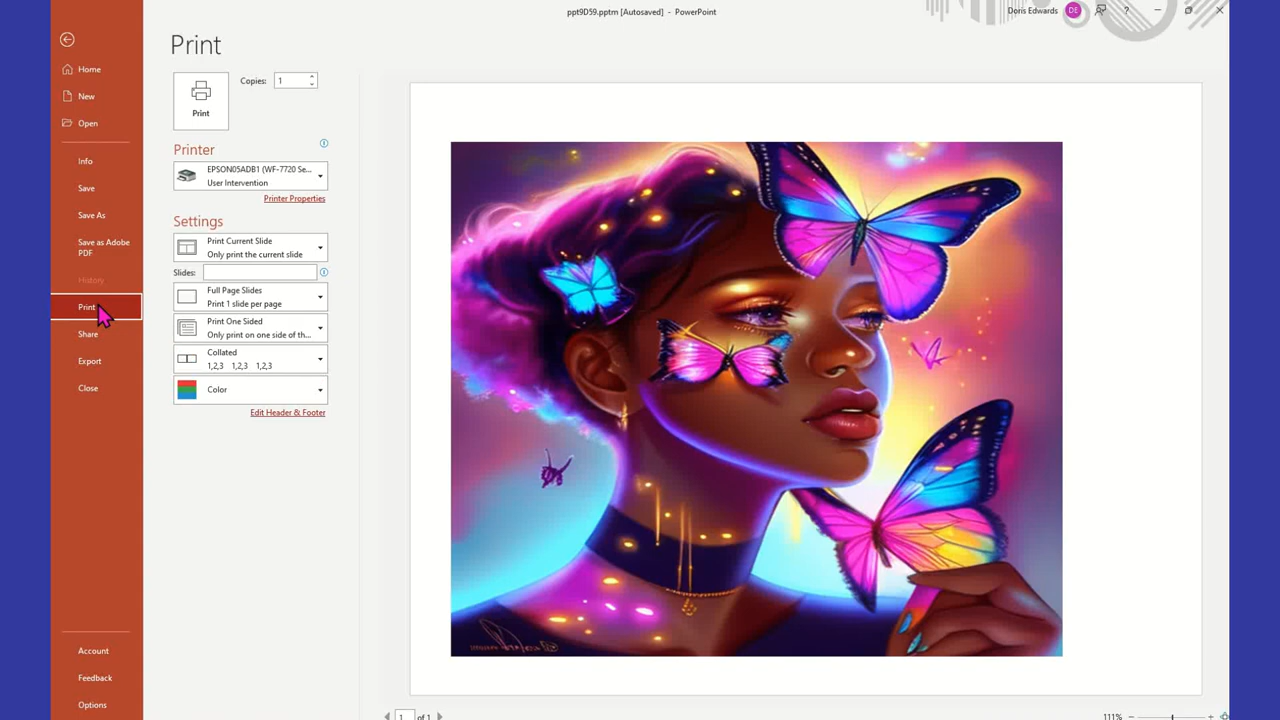 ppt9D59.pptm [Autosaved] - PowerPoint
Doris Edwards
DE
?
Print
Home
New
Open
Info
Save
Save As
Save as Adobe
PDF
History
Print
Share
Export
Close
Account
Feedback
Options
Print
Copies: 1
Printer
EPSON05ADB1 (WF-7720 Se...
User Intervention
Printer Properties
Settings
Print Current Slide
Only print the current slide
Slides:
Full Page Slides
Print 1 slide per page
Print One Sided
Only print on one side of th...
Collated
1,2,3 1,2,3 1,2,3
Color
Edit Header & Footer
1 of 1
111%